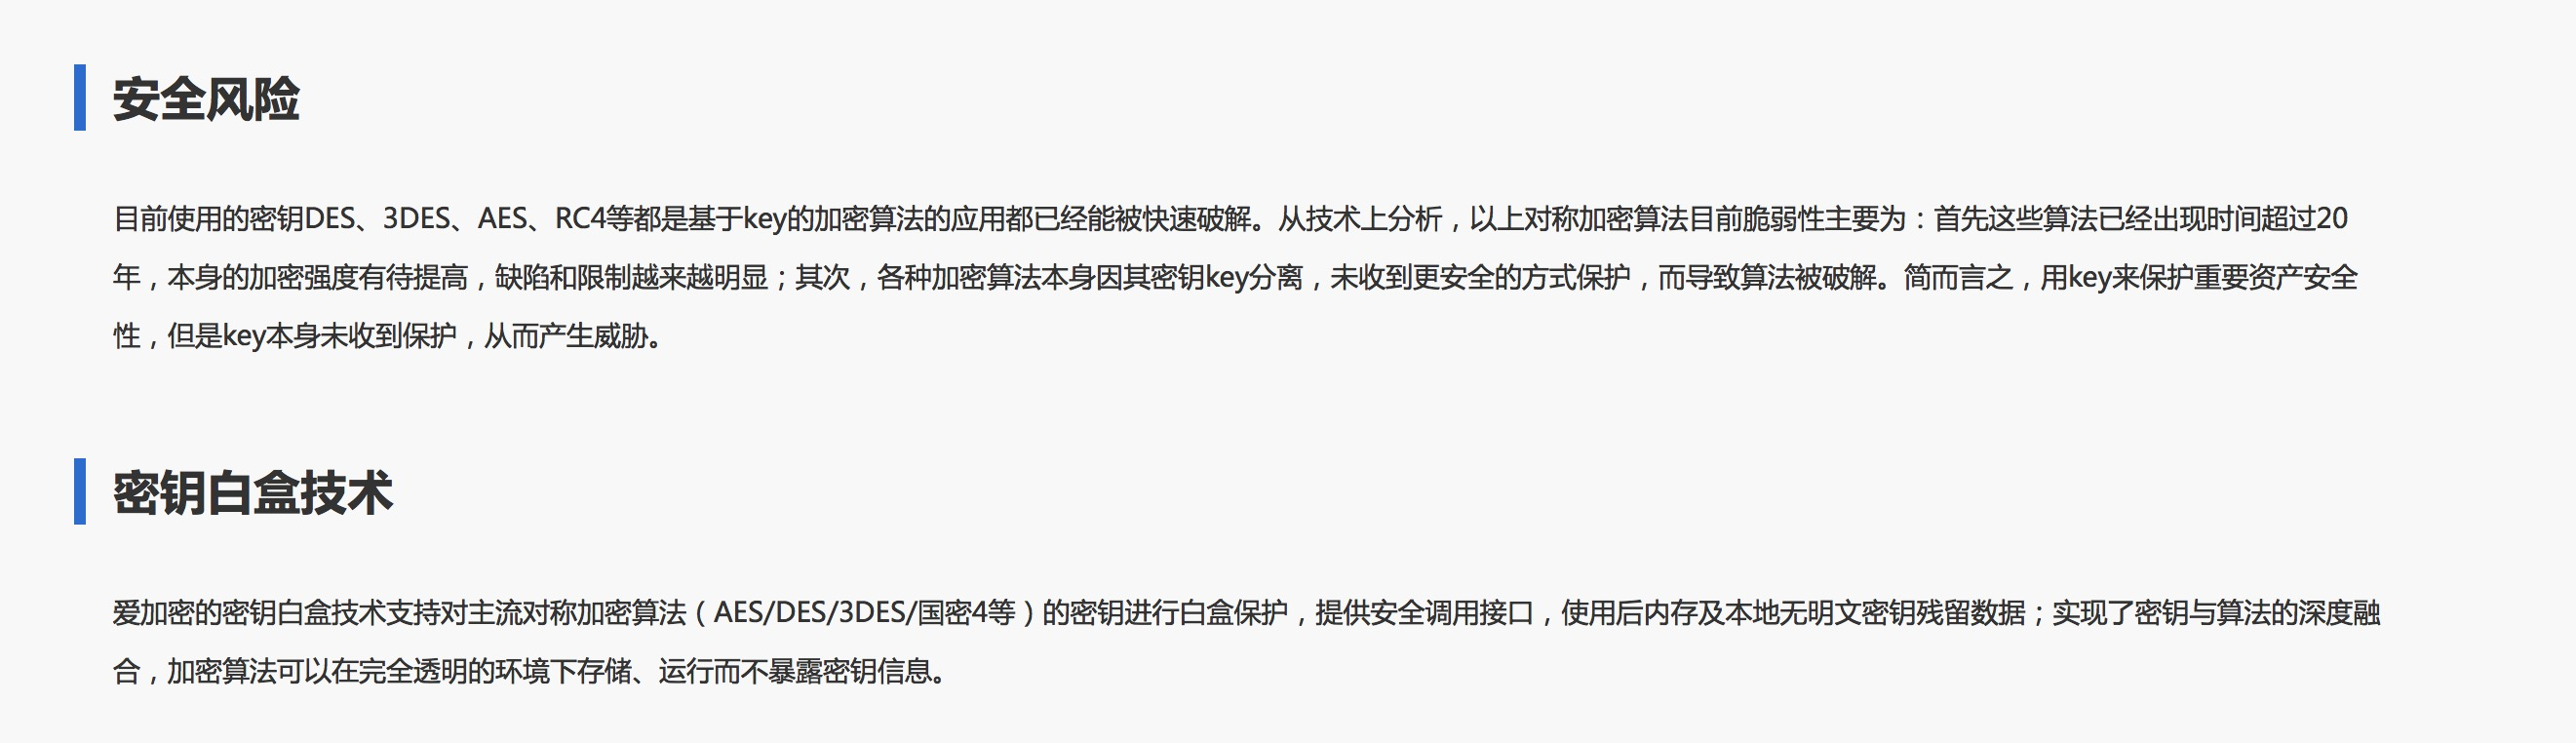 安全风险
目前使用的密钥DES、3DES、AES、RC4等都是基于key的加密算法的应用都已经能被快速破解。从技术上分析，以上对称加密算法目前脆弱性主要为：首先这些算法已经出现时间超过20
年，本身的加密强度有待提高，缺陷和限制越来越明显；其次，各种加密算法本身因其密钥key分离，未收到更安全的方式保护，而导致算法被破解。简而言之，用key来保护重要资产安全
性，但是key本身未收到保护，从而产生威胁。
密钥白盒技术
爱加密的密钥白盒技术支持对主流对称加密算法（AES/DES/3DES/国密4等）的密钥进行白盒保护，提供安全调用接口，使用后内存及本地无明文密钥残留数据；实现了密钥与算法的深度融
合，加密算法可以在完全透明的环境下存储、运行而不暴露密钥信息。